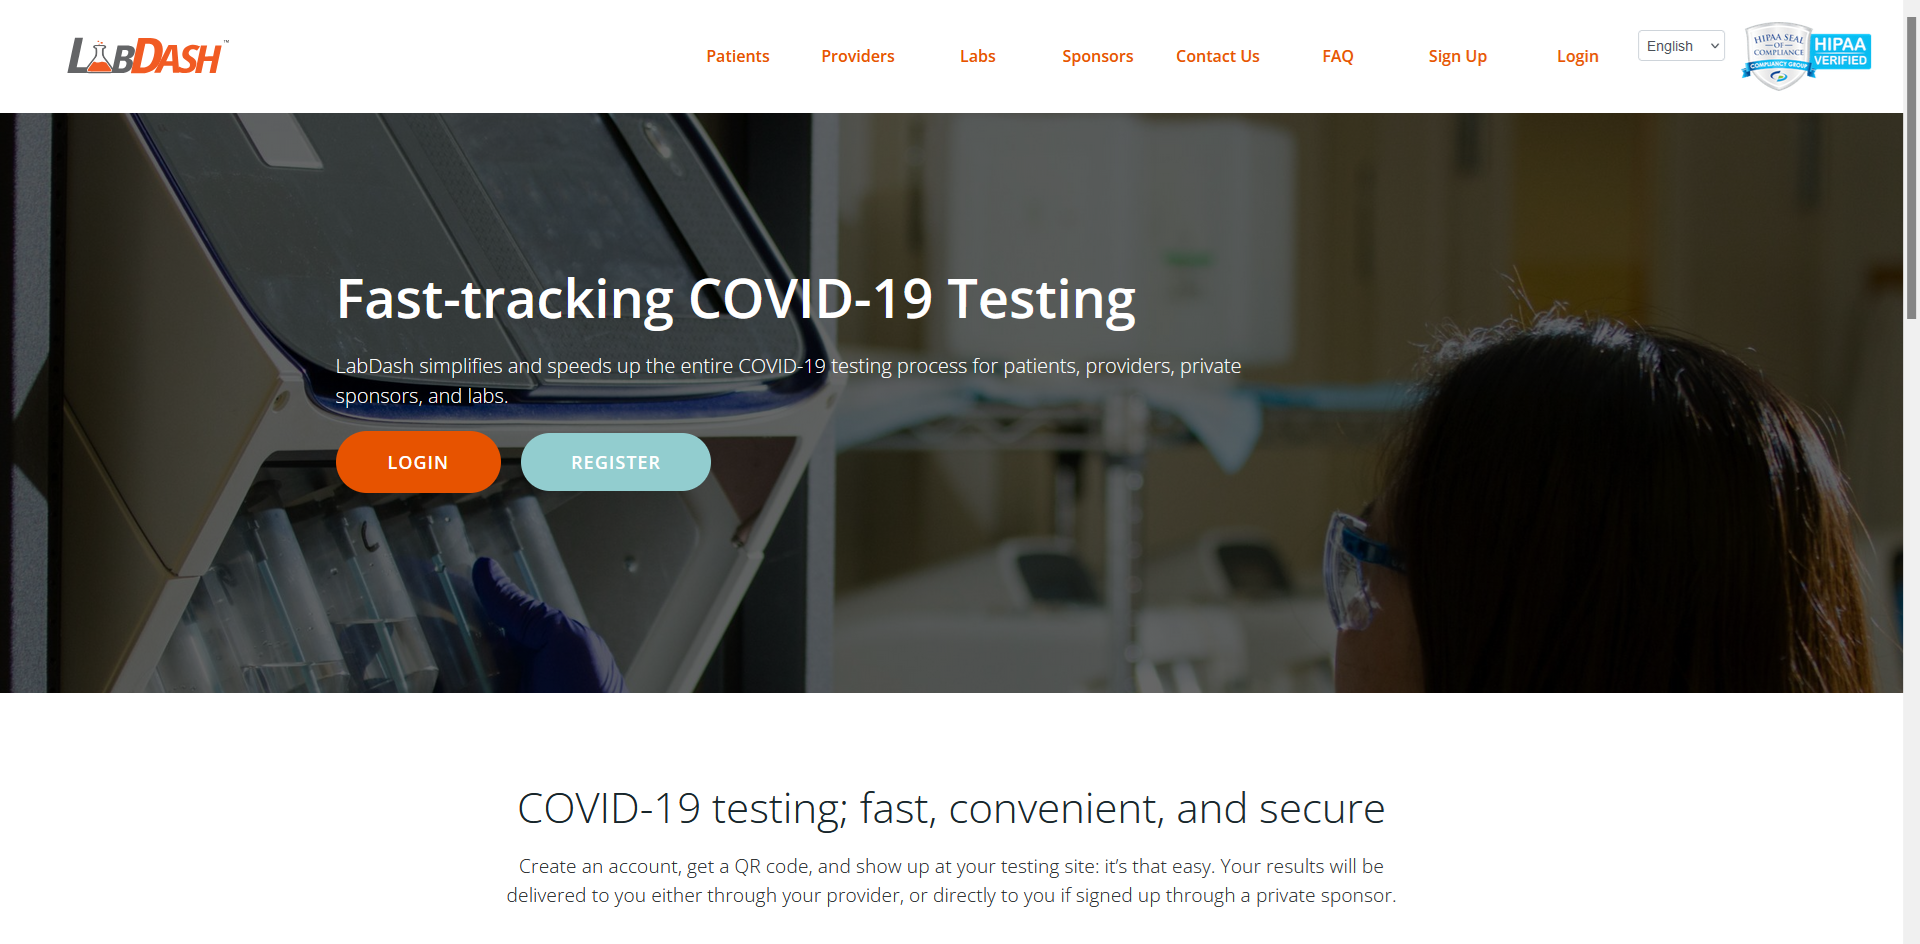 LABDASH™
Patients
Providers
Labs
Sponsors
Contact Us
FAQ
Sign Up
Login
English
HIPAA SEAL
OF
COMPLIANCE
COMPLIANCY GROUP
HIPAA
VERIFIED
Fast-tracking COVID-19 Testing
LabDash simplifies and speeds up the entire COVID-19 testing process for patients, providers, private
sponsors, and labs.
LOGIN
REGISTER
COVID-19 testing; fast, convenient, and secure
Create an account, get a QR code, and show up at your testing site: it’s that easy. Your results will be
delivered to you either through your provider, or directly to you if signed up through a private sponsor.